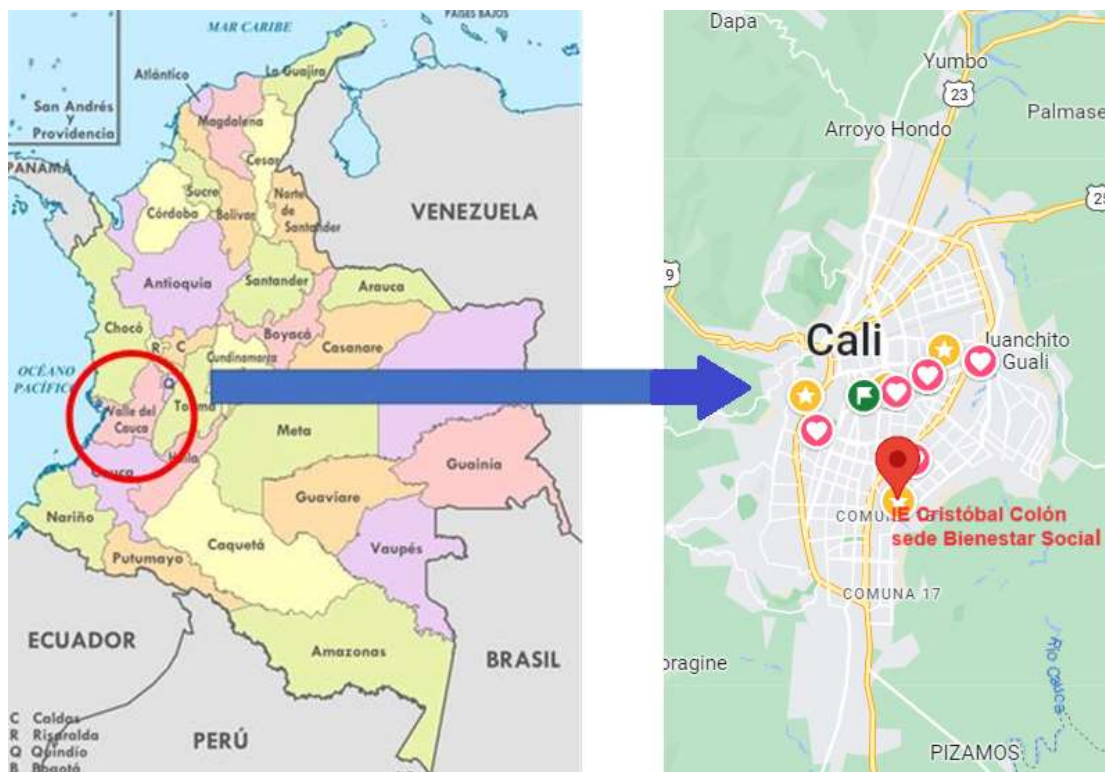 MAR CARIBE
PAÍSES BAJOS
La Guajira
Atlántico
San Andrés
y
Providencia
Magdalena
PANAMÁ
Cesar
Sucre
Norte
de
Santander
Córdoba
Bolívar
VENEZUELA
Antioquia
Santander
Arauca
Chocó
Boyacá
R
C
Cundinamarca
Casanare
OCÉANO
PACÍFICO
Q
Valle del
Cauca
Tolima
Meta
Huila
Guainía
Cauca
Guaviare
Nariño
Caquetá
Vaupés
Putumayo
ECUADOR
Amazonas
BRASIL
PERÚ
C Caldas
R Risaralda
Q Quindío
B Bogotá
Dapa
Yumbo
23
Palmase
Arroyo Hondo
25
9
Cali
Juanchito
Guali
IE Cristóbal Colón
sede Bienestar Social
COMUNA 17
oragine
Río Cauca
PIZAMOS